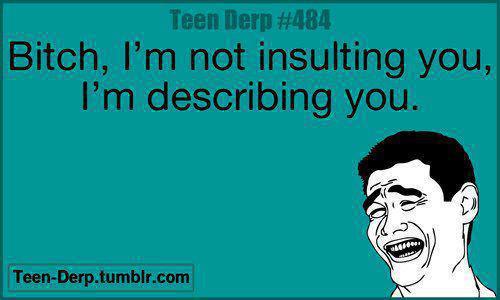 Teen Derp #484
Bitch, I'm not insulting you,
I'm describing you.
Teen-Derp.tumblr.com